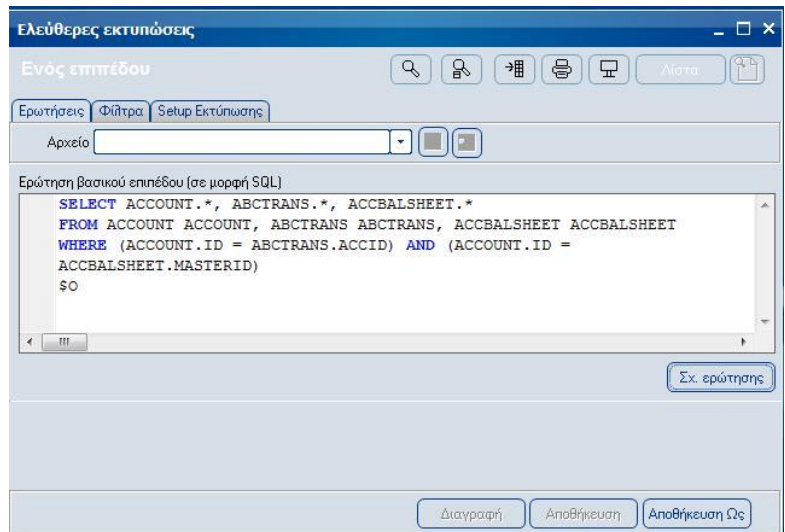 Ελεύθερες εκτυπώσεις
Ενός επιπέδου
Λίστα
Ερωτήσεις Φίλτρα Setup Εκτύπωσης
Αρχείο
Ερώτηση βασικού επιπέδου (σε μορφή SQL)
SELECT ACCOUNT.*, ABCTRANS.*, ACCBALSHEET.*
FROM ACCOUNT ACCOUNT, ABCTRANS ABCTRANS, ACCBALSHEET ACCBALSHEET
WHERE (ACCOUNT.ID = ABCTRANS.ACCID) AND (ACCOUNT.ID =
ACCBALSHEET.MASTERID)
$O
Σχ. ερώτησης
Διαγραφή Αποθήκευση Αποθήκευση Ως